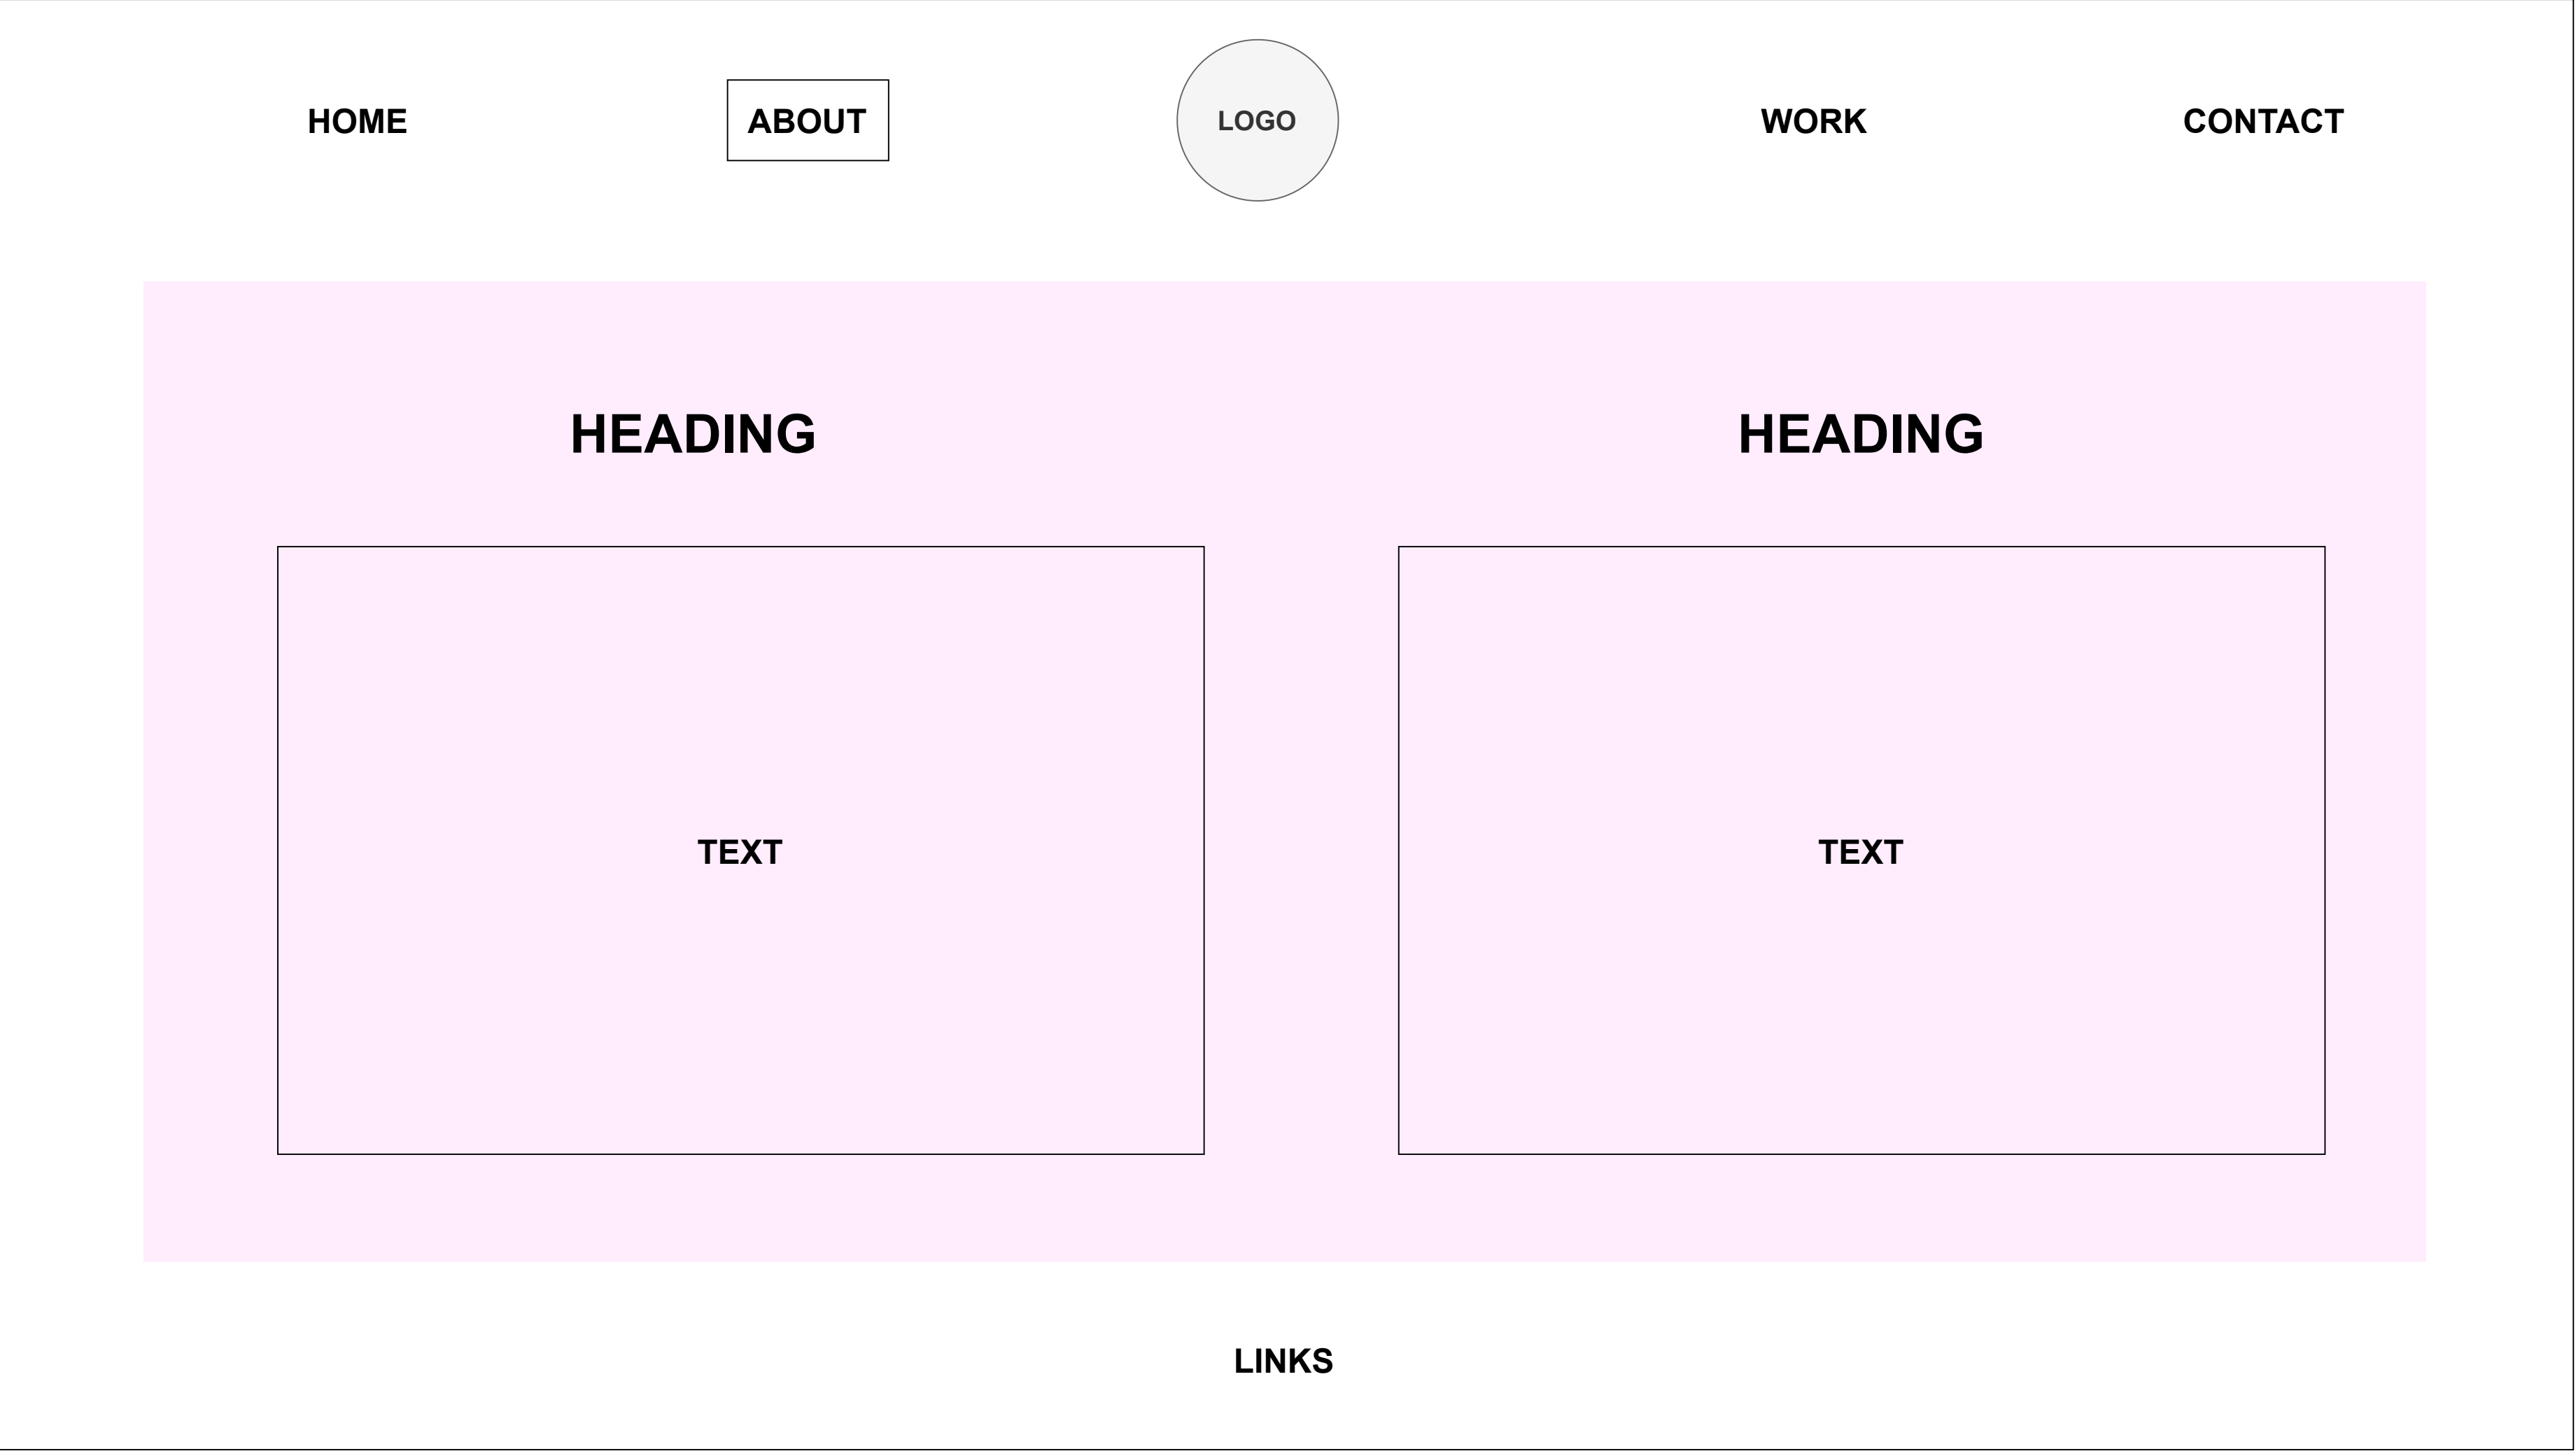 HOME
ABOUT
LOGO
WORK
CONTACT
HEADING
HEADING
TEXT
TEXT
LINKS